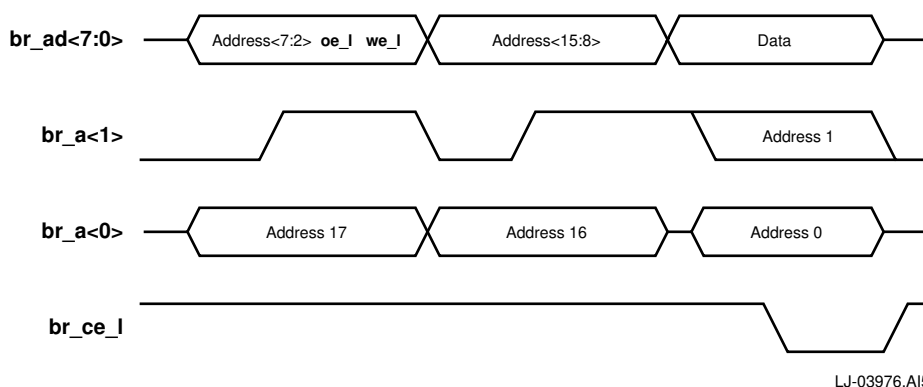 br_ad<7:0> Address<7:2> oe_l we_l Address<15:8> Data
br_a<1> Address 1
br_a<0> Address 17 Address 16 Address 0
br_ce_l
LJ-03976.AI